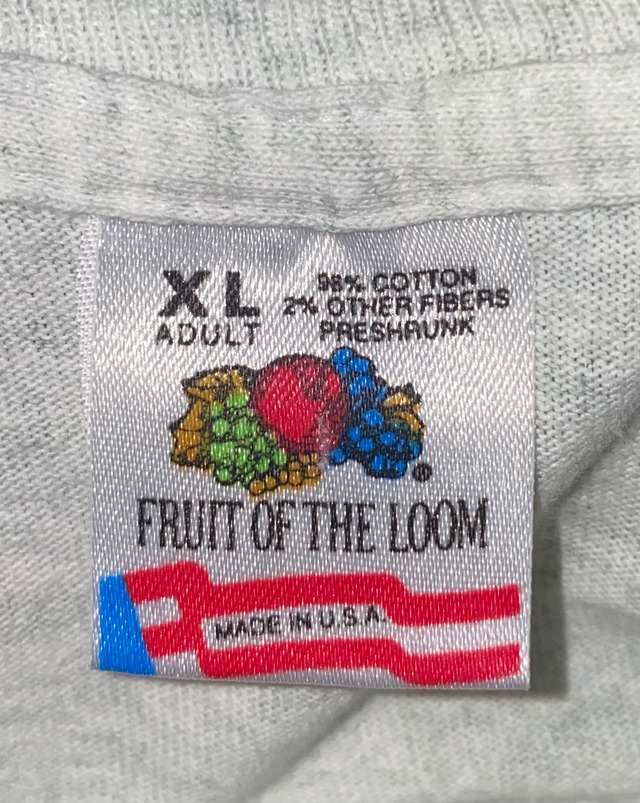 XL
ADULT
98% COTTON
2% OTHER FIBERS
PRESHRUNK
®
FRUIT OF THE LOOM
MADE IN U.S.A.